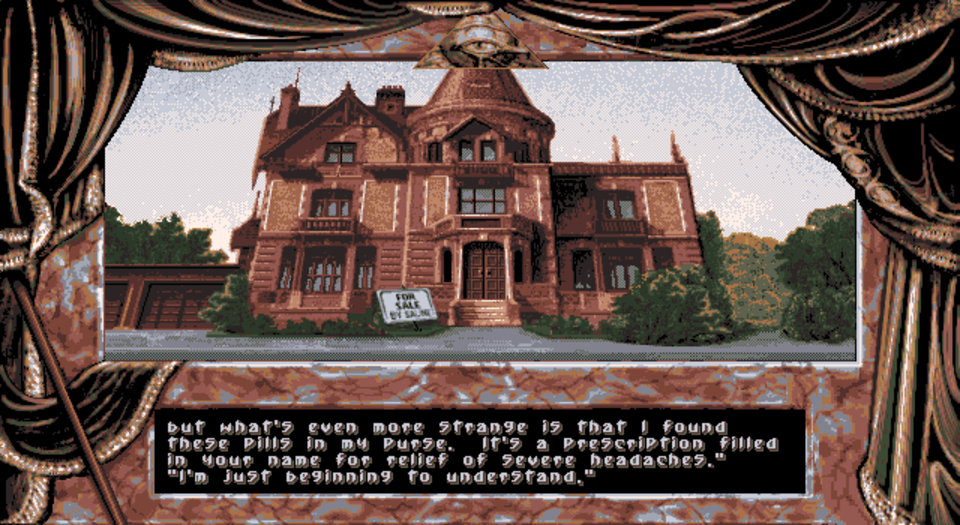 FOR
SALE
BY SALINI
but what's even more strange is that I found
these pills in my purse. It's a prescription filled
in your name for relief of severe headaches."
"I'm just beginning to understand."